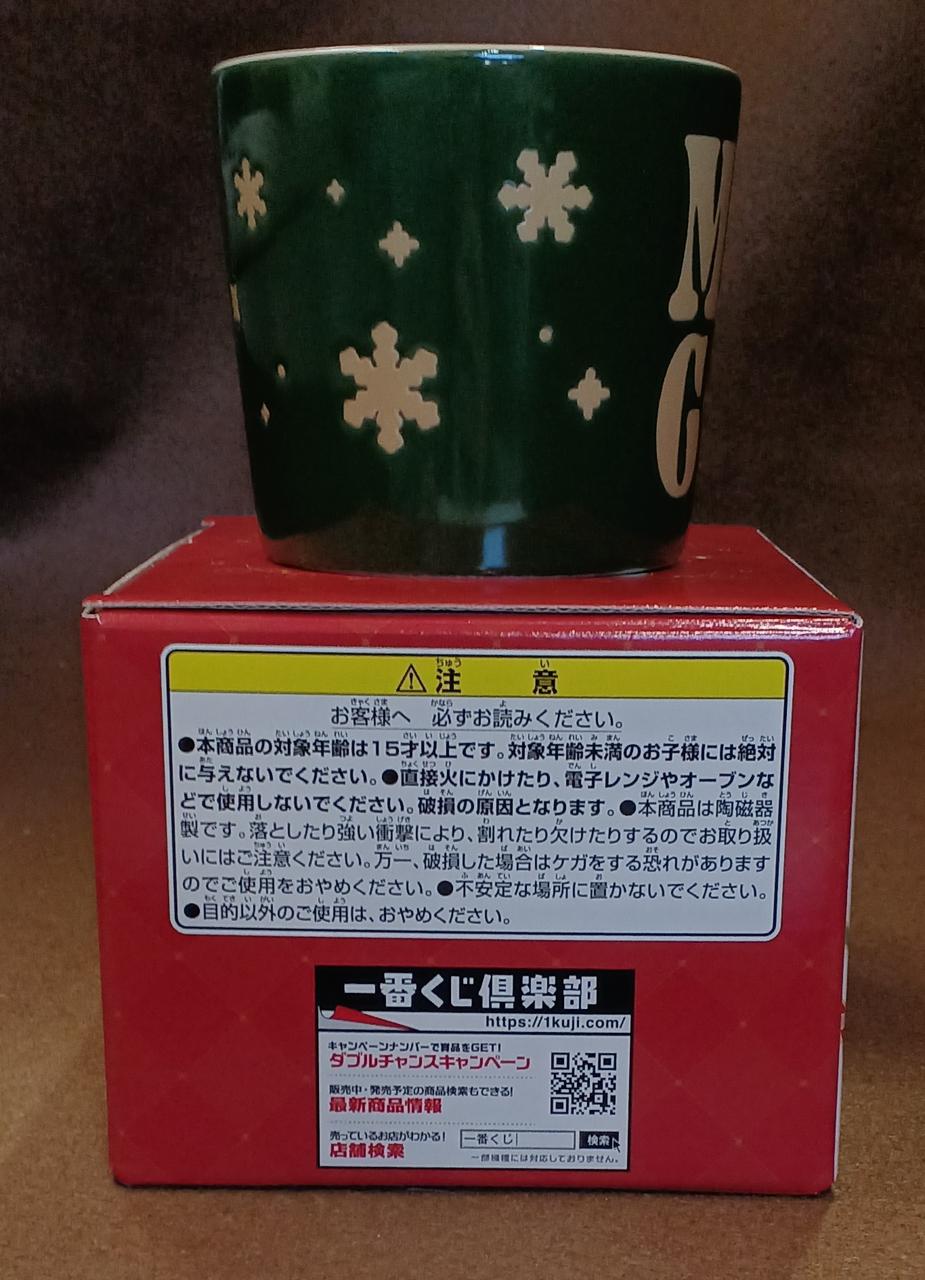 M
C
⚠注 意
お客様へ 必ずお読みください。
●本商品の対象年齢は15才以上です。対象年齢未満のお子様には絶対
に与えないでください。●直接火にかけたり、電子レンジやオーブンな
どで使用しないでください。破損の原因となります。●本商品は陶磁器
製です。落としたり強い衝撃により、割れたり欠けたりするのでお取り扱
いにはご注意ください。万一、破損した場合はケガをする恐れがあります
のでご使用をおやめください。●不安定な場所に置かないでください。
●目的以外のご使用は、おやめください。
一番くじ倶楽部
https://1kuji.com/
キャンペーンナンバーで賞品をGET!
ダブルチャンスキャンペーン
販売中・発売予定の商品検索もできる!
最新商品情報
売っているお店がわかる!
店舗検索
一番くじ 検索
一部機種には対応しておりません。